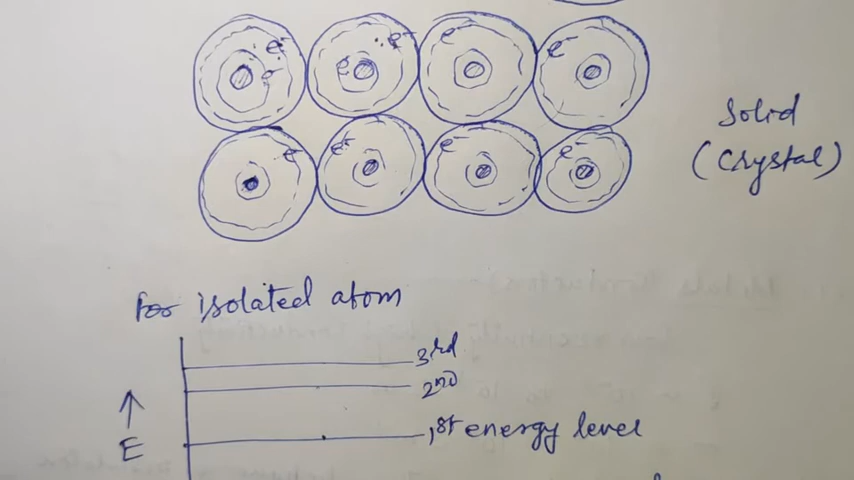 e- e- e- e-
e- e-
e- e- e- e-
Solid
(Crystal)
for isolated atom
3rd
2nd
1st energy level
E